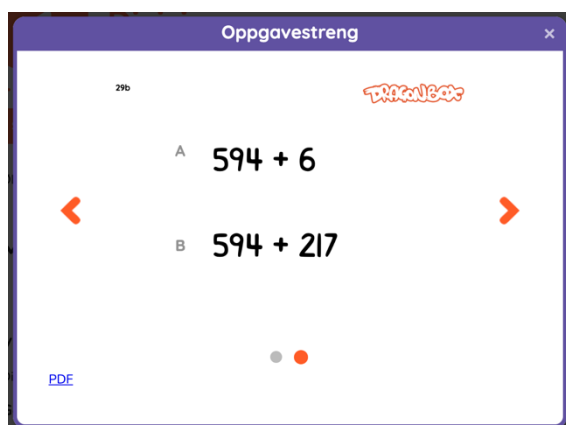 Oppgavestreng ×
29b DRAGONBOX
A 594 + 6
B 594 + 217
PDF